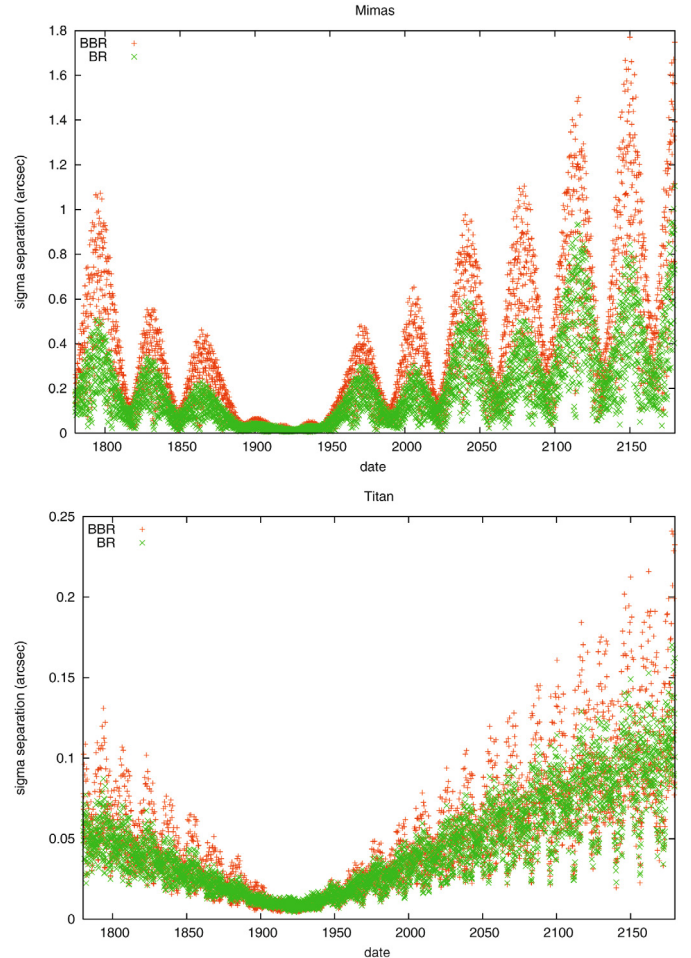 Mimas
1.8
BBR
BR
1.6
1.4
1.2
1
0.8
0.6
0.4
0.2
0
sigma separation (arcsec)
1800 1850 1900 1950 2000 2050 2100 2150
date
Titan
0.25
BBR
BR
0.2
0.15
0.1
0.05
0
sigma separation (arcsec)
1800 1850 1900 1950 2000 2050 2100 2150
date